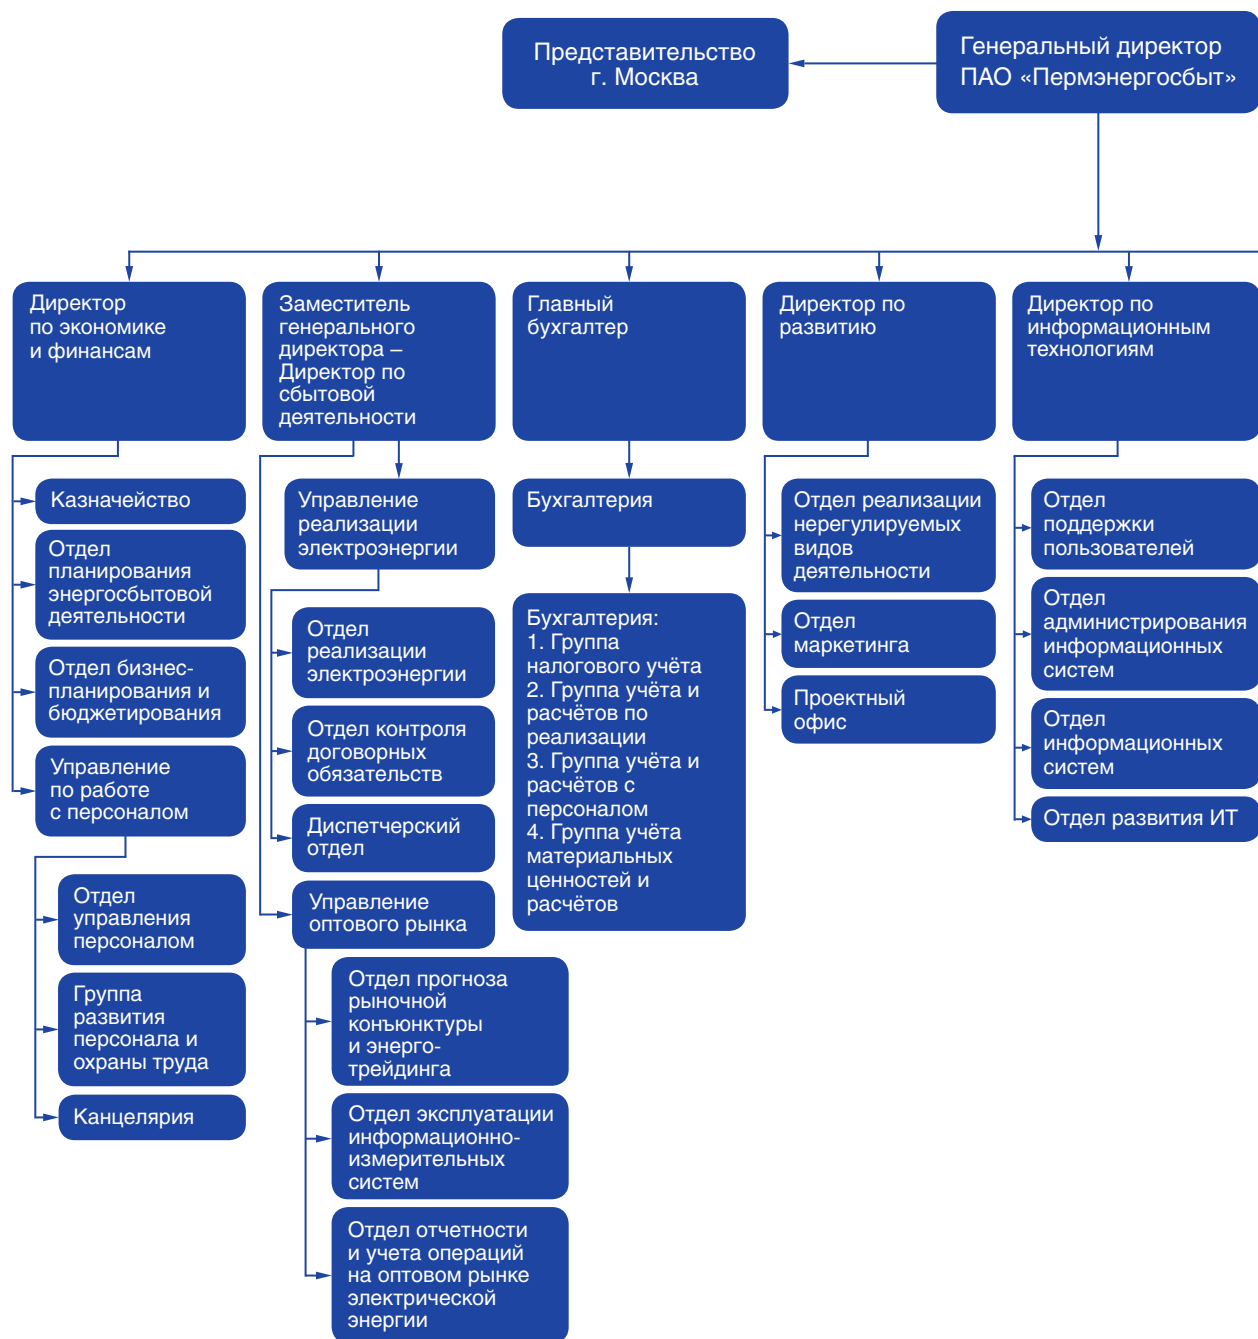 Представительство
г. Москва
Генеральный директор
ПАО «Пермэнергосбыт»
Директор
по экономике
и финансам
Казначейство
Отдел
планирования
энергосбытовой
деятельности
Отдел бизнес-
планирования и
бюджетирования
Управление
по работе
с персоналом
Отдел
управления
персоналом
Группа
развития
персонала и
охраны труда
Канцелярия
Заместитель
генерального
директора –
Директор по
сбытовой
деятельности
Управление
реализации
электроэнергии
Отдел
реализации
электроэнергии
Отдел контроля
договорных
обязательств
Диспетчерский
отдел
Управление
оптового рынка
Отдел прогноза
рыночной
конъюнктуры
и энерго-
трейдинга
Отдел эксплуатации
информационно-
измерительных
систем
Отдел отчетности
и учета операций
на оптовом рынке
электрической
энергии
Главный
бухгалтер
Бухгалтерия
Бухгалтерия:
1. Группа
налогового учёта
2. Группа учёта и
расчётов по
реализации
3. Группа учёта и
расчётов с
персоналом
4. Группа учёта
материальных
ценностей и
расчётов
Директор по
развитию
Отдел реализации
нерегулируемых
видов
деятельности
Отдел
маркетинга
Проектный
офис
Директор по
информационным
технологиям
Отдел
поддержки
пользователей
Отдел
администрирования
информационных
систем
Отдел
информационных
систем
Отдел развития ИТ